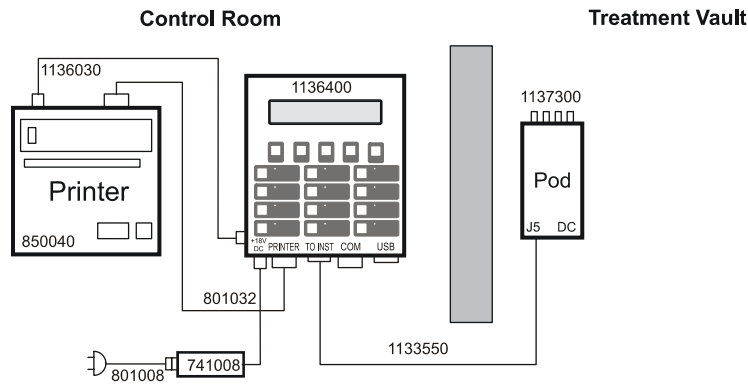 Control Room
Treatment Vault
1136030
1136400
1137300
Printer
Pod
850040
J5 DC
+18V
DC PRINTER TO INST COM USB
801032
1133550
741008
801008